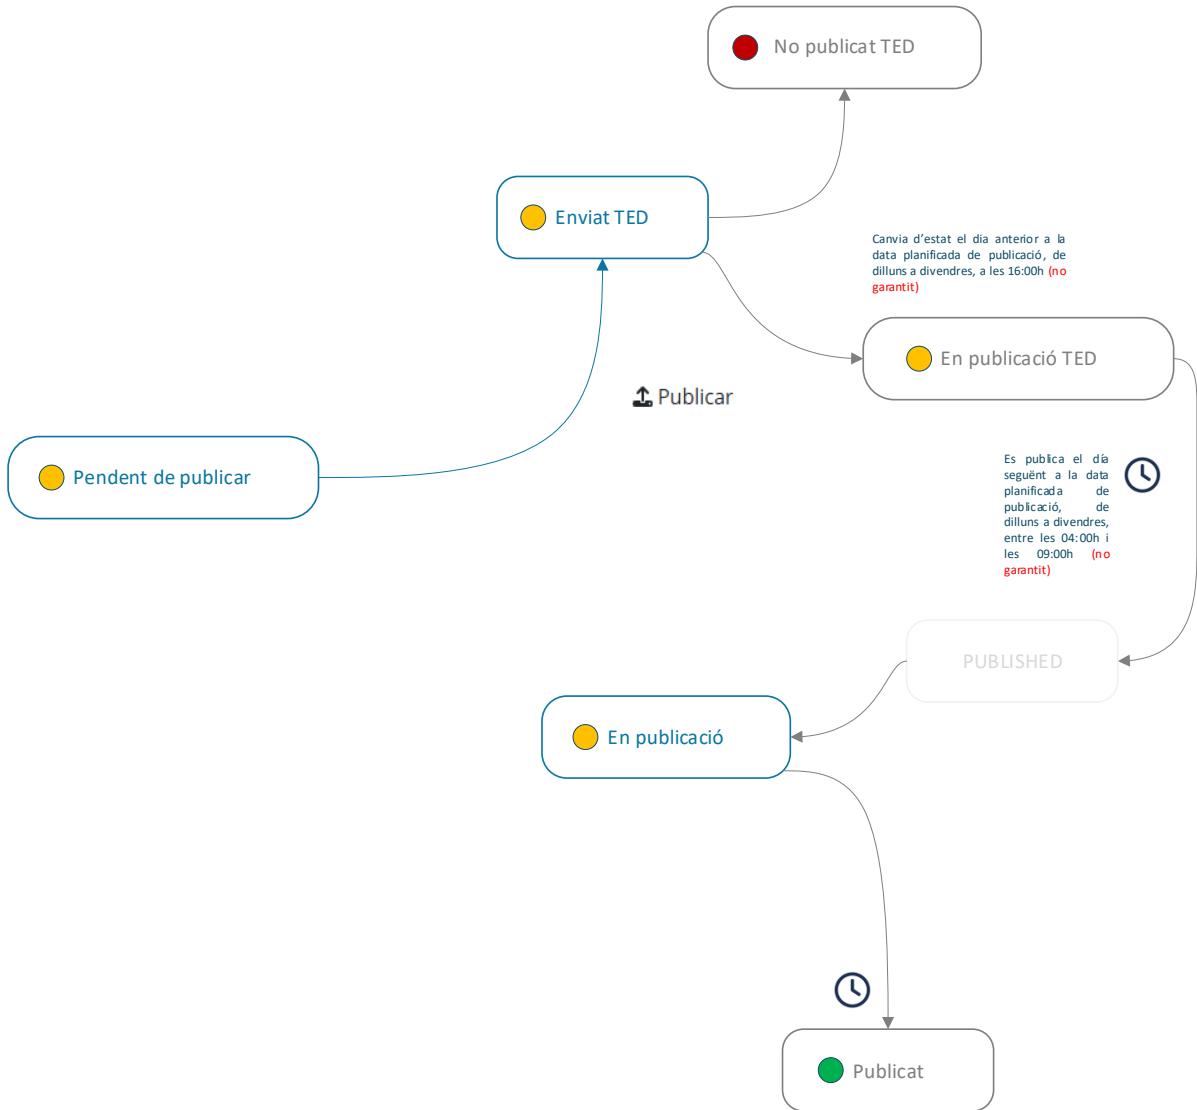 No publicat TED
Enviat TED
Canvia d'estat el dia anterior a la
data planificada de publicació, de
dilluns a divendres, a les 16:00h (no
garantit)
En publicació TED
Publicar
Pendent de publicar
Es publica el día
seguënt a la data
planificada de
publicació, de
dilluns a divendres,
entre les 04:00h i
les 09:00h (no
garantit)
PUBLISHED
En publicació
Publicat